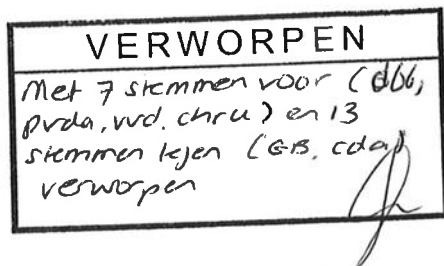 VERWORPEN
Met 7 stemmen voor (d66,
pvda, vvd, chru) en 13
stemmen tegen (GB, cda)
verworpen